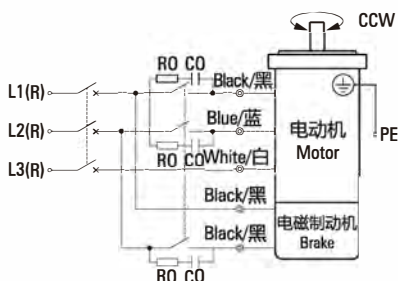 CCW
RO CO
L1(R)
Black/黑
L2(R)
Blue/蓝
电动机
Motor
PE
RO CO
White/白
L3(R)
Black/黑
电磁制动机
Brake
Black/黑
RO CO